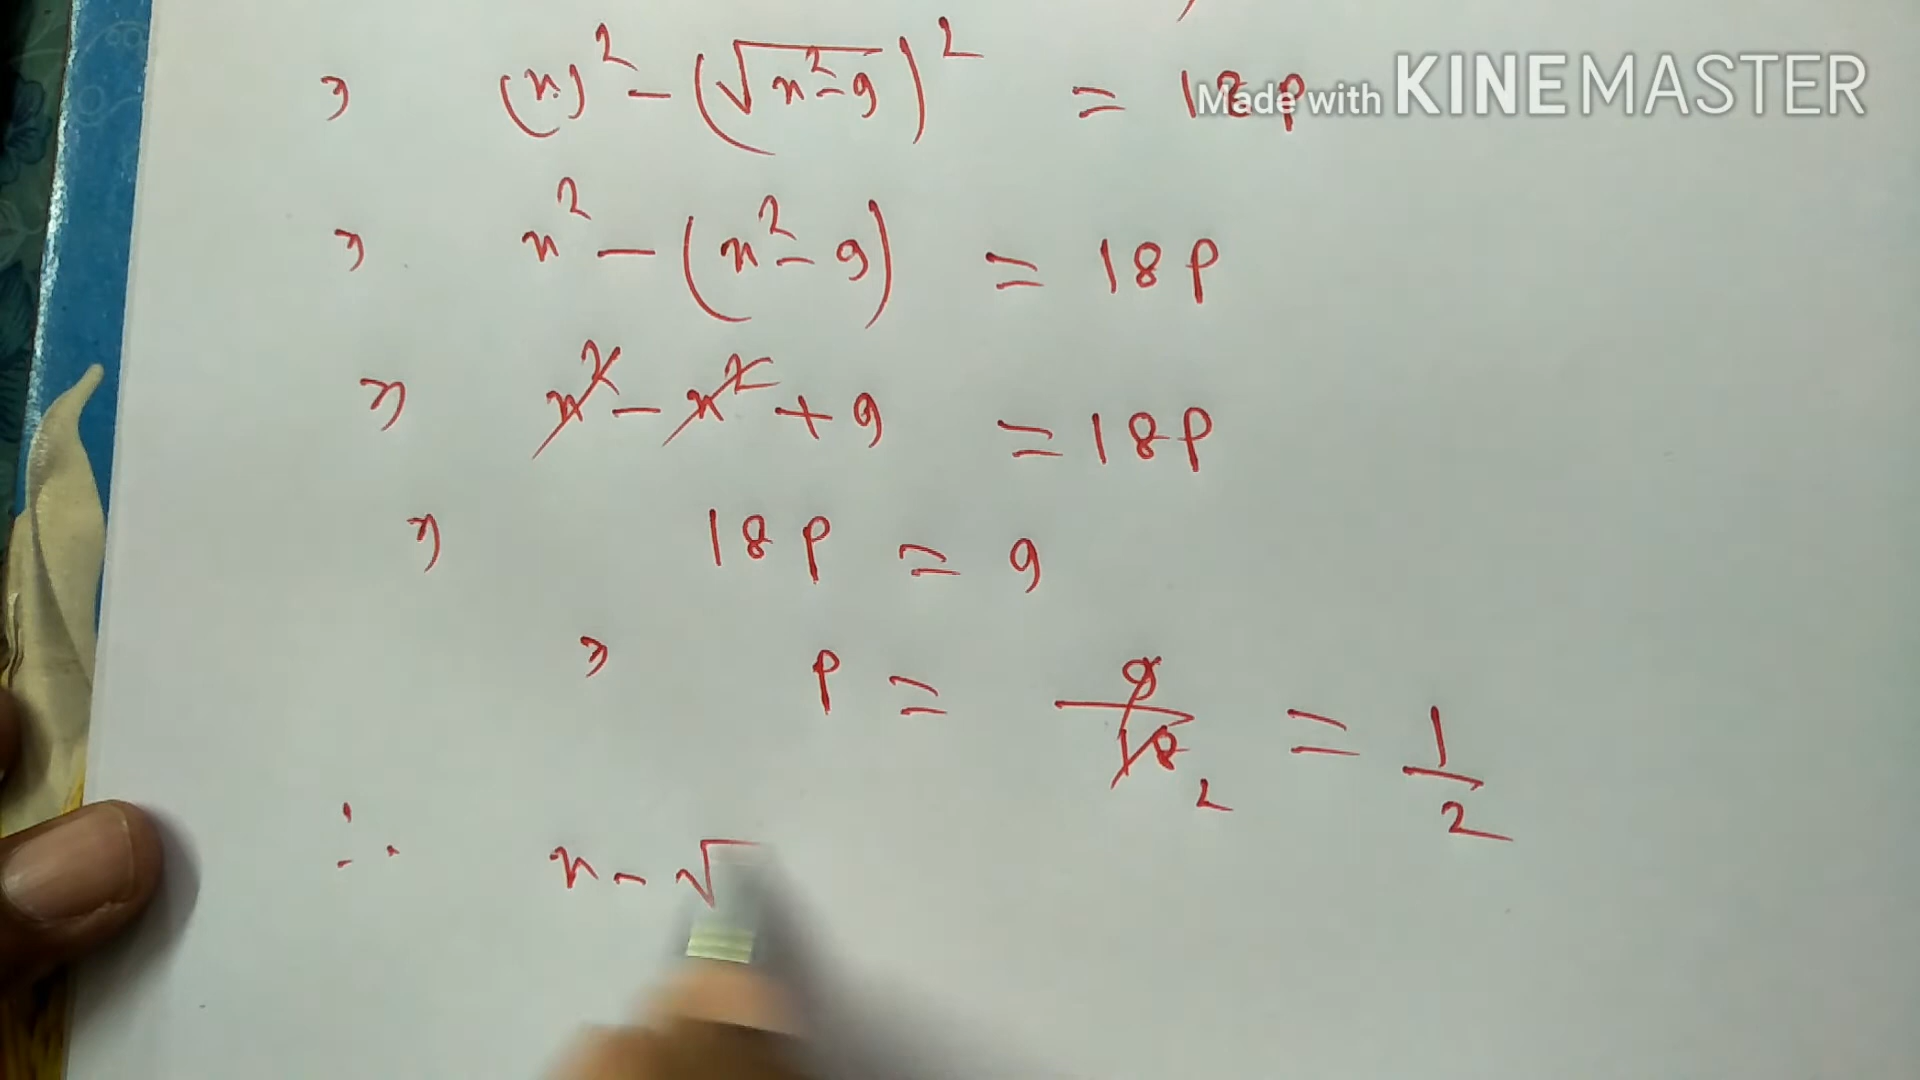 ⇒ (x)² - (√x²-9)² = 18P
Made with KINEMASTER
⇒ x² - (x²-9) = 18P
⇒ x² - x² + 9 = 18P
⇒ 18P = 9
⇒ P = 9/18 2 = 1/2
∴ x - √